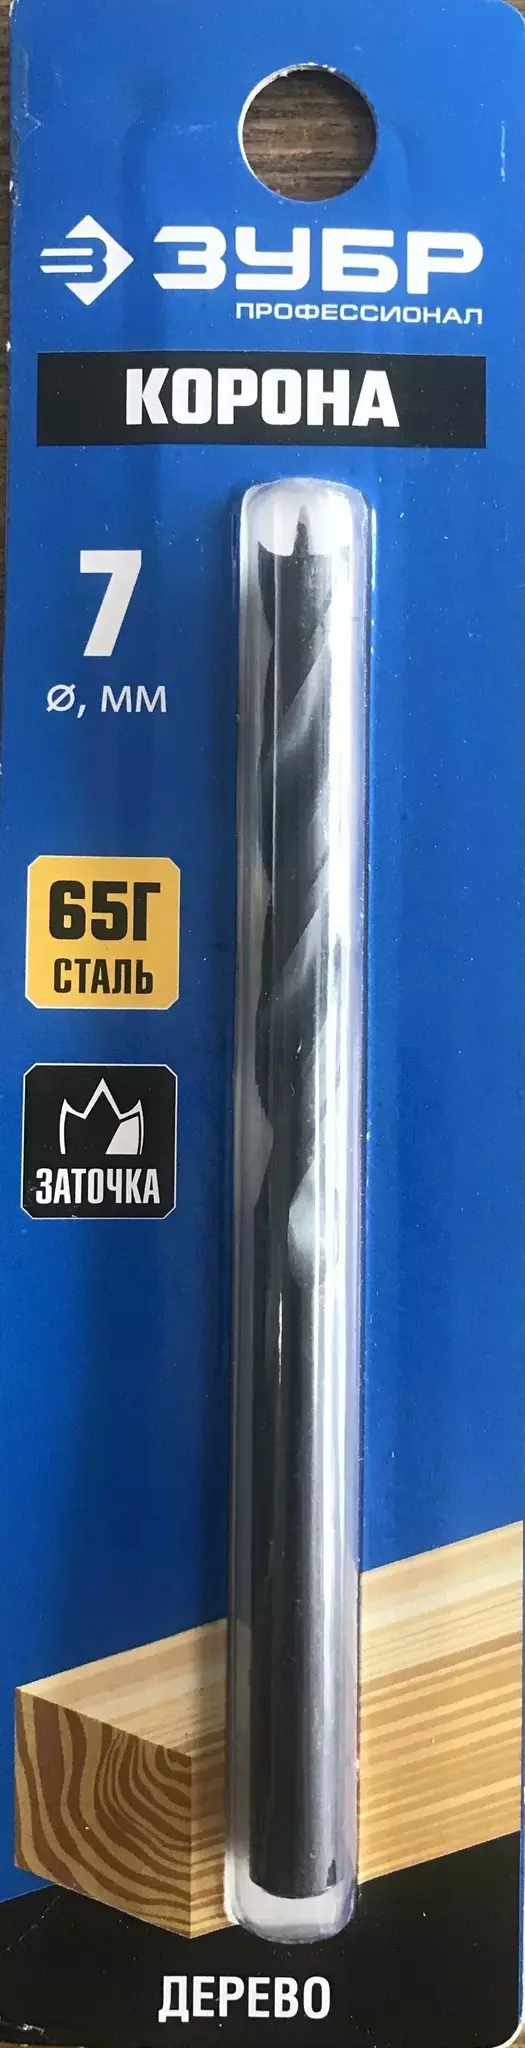 ЗУБР
ПРОФЕССИОНАЛ
КОРОНА
7
Ø, ММ
65Г
СТАЛЬ
ЗАТОЧКА
ДЕРЕВО